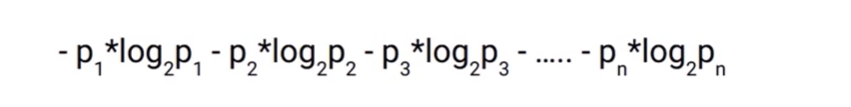 - p₁*log₂p₁ - p₂*log₂p₂ - p₃*log₂p₃ - ..... - pₙ*log₂pₙ